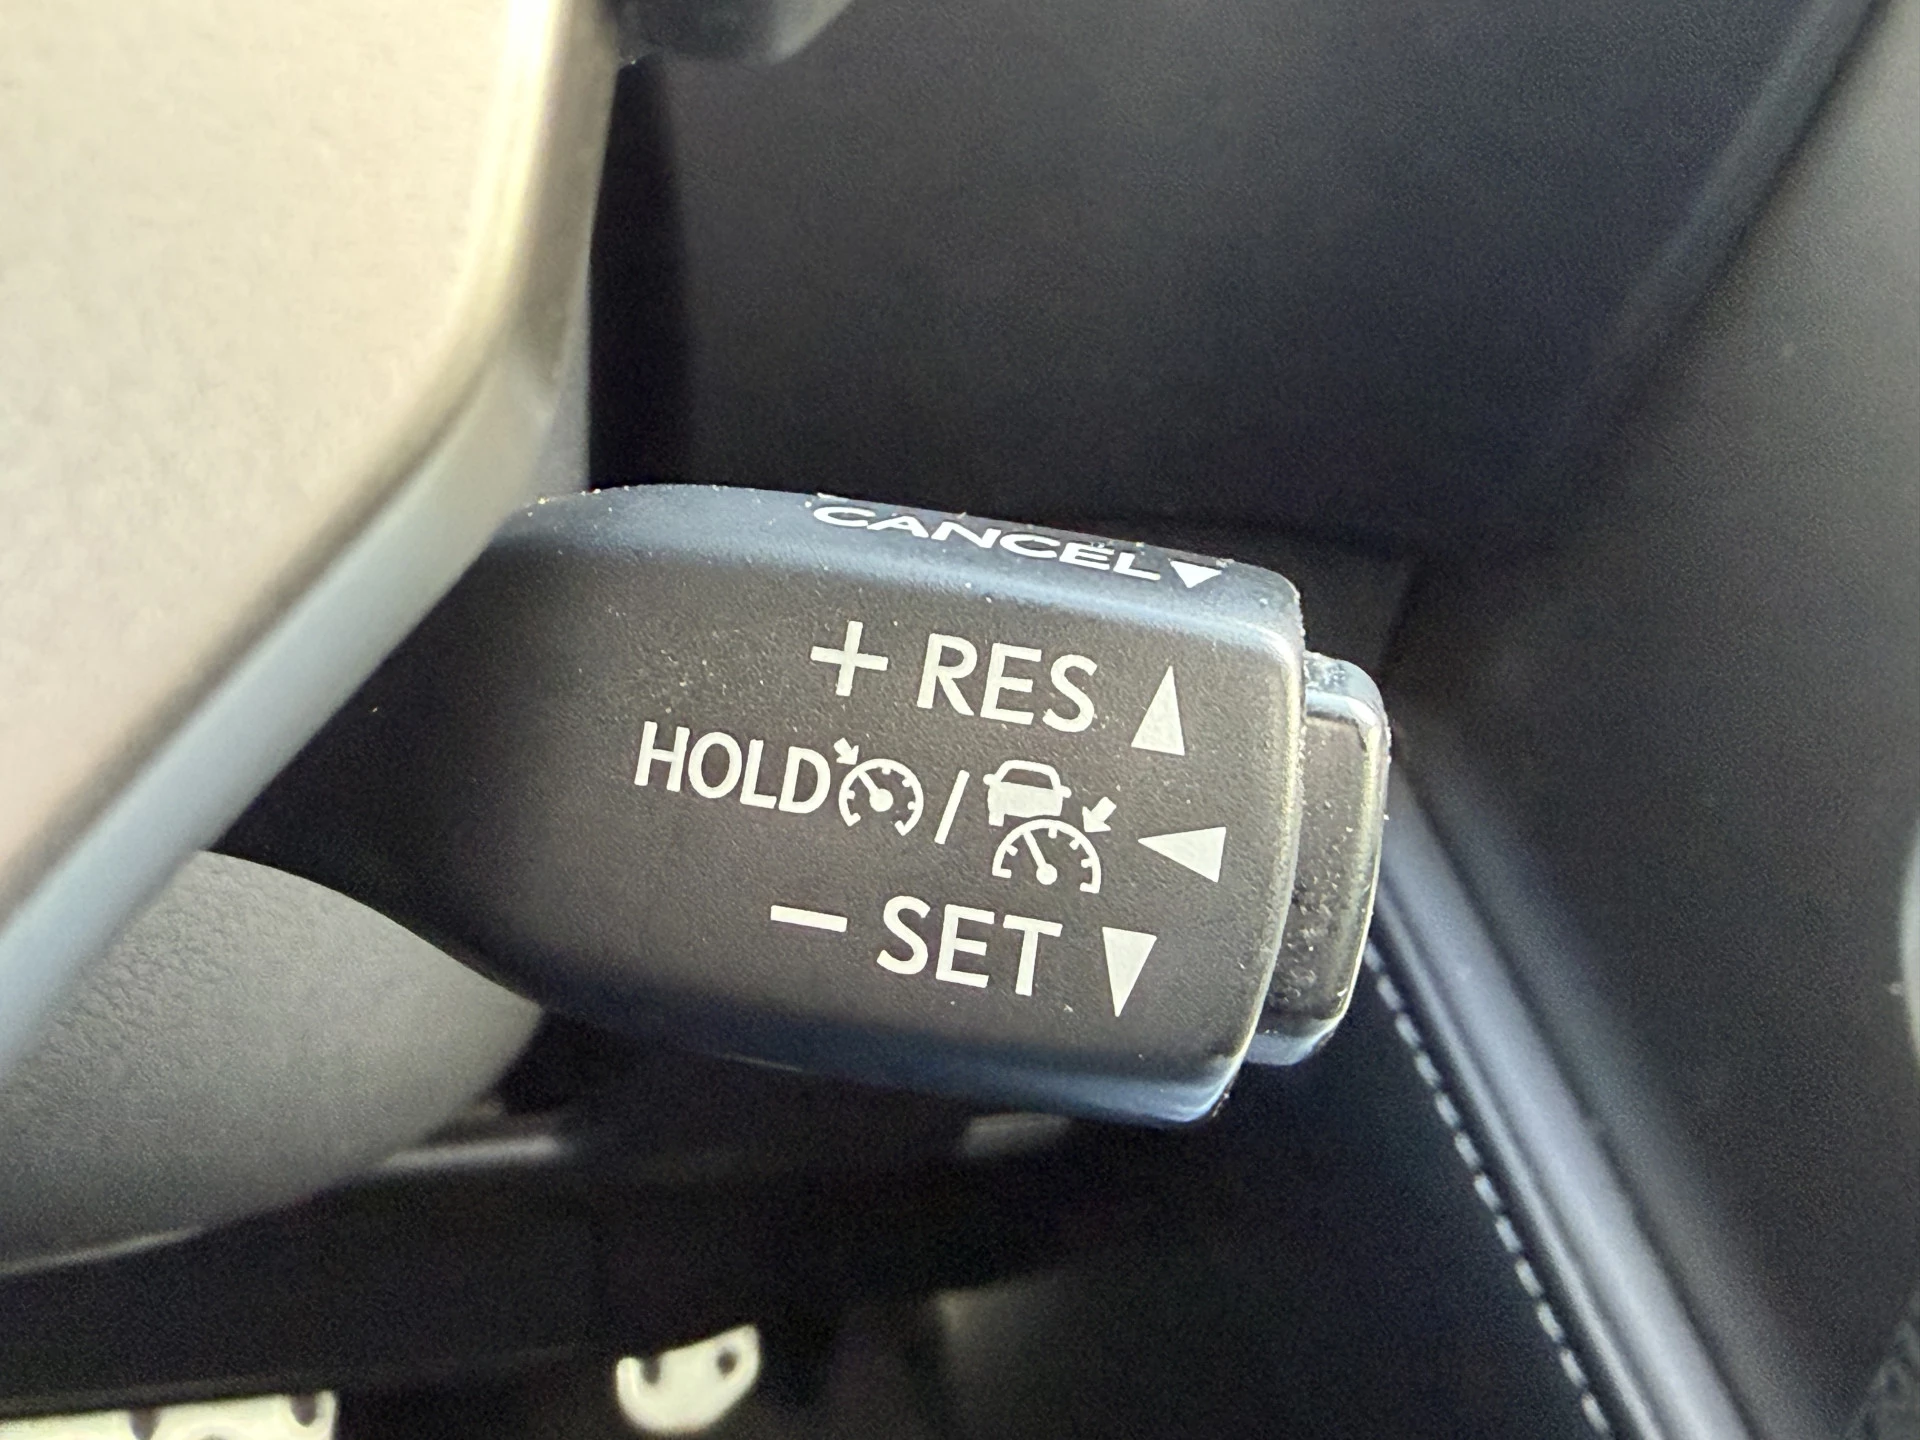 CANCEL▼
+ RES ▲
HOLD / ◀
− SET ▼